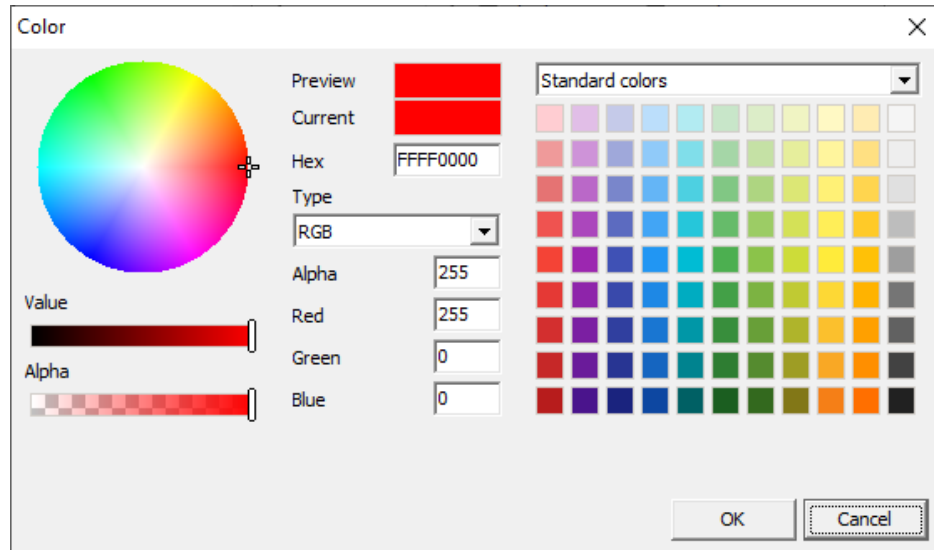 Color
Preview
Current
Hex FFFF0000
Type
RGB
Alpha 255
Red 255
Green 0
Blue 0
Value
Alpha
Standard colors
OK Cancel